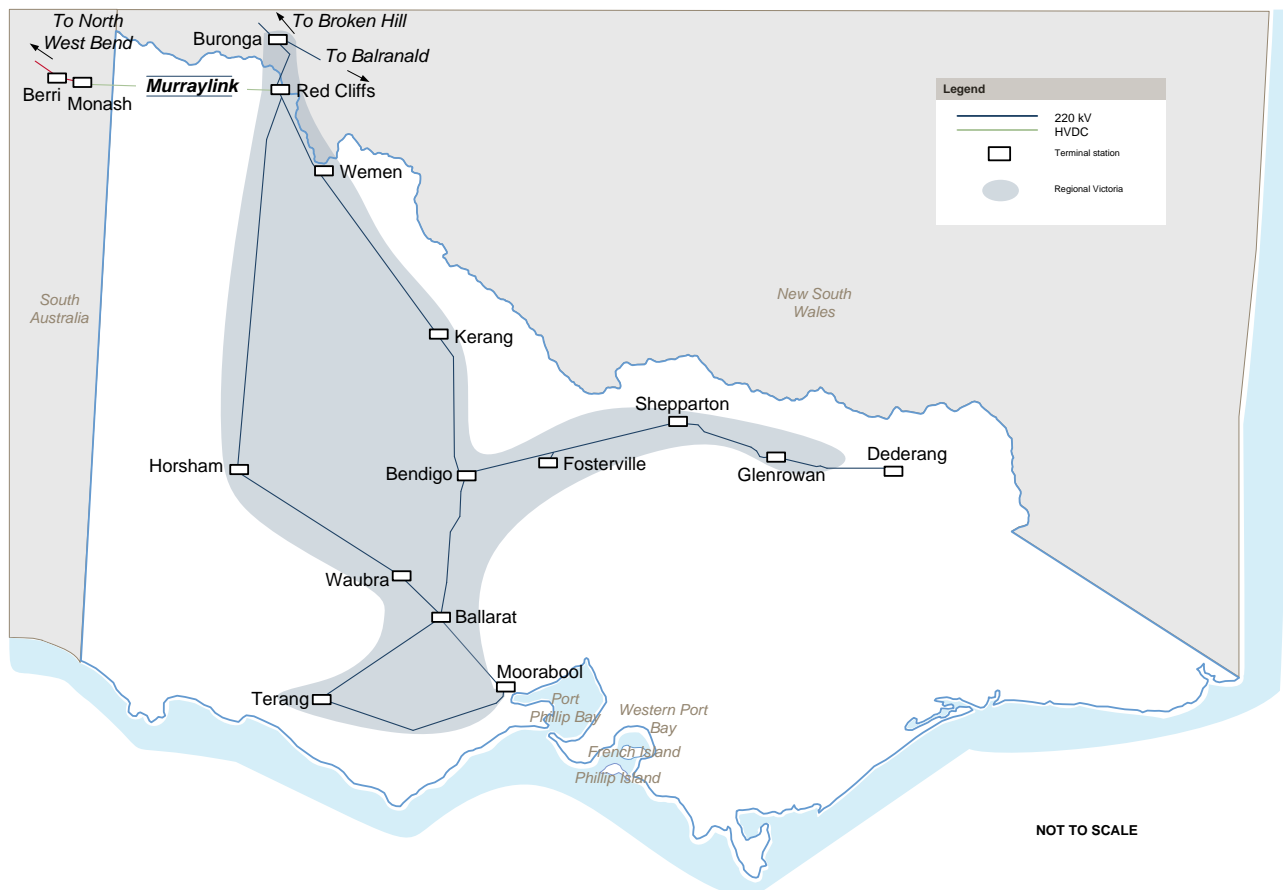 To North
West Bend
To Broken Hill
Buronga
To Balranald
Berri
Monash
Murraylink
Red Cliffs
Legend
220 kV
HVDC
Terminal station
Regional Victoria
Wemen
South
Australia
New South
Wales
Kerang
Shepparton
Horsham
Bendigo
Fosterville
Glenrowan
Dederang
Waubra
Ballarat
Moorabool
Terang
Port
Phillip Bay
Western Port
Bay
French Island
Phillip Island
NOT TO SCALE